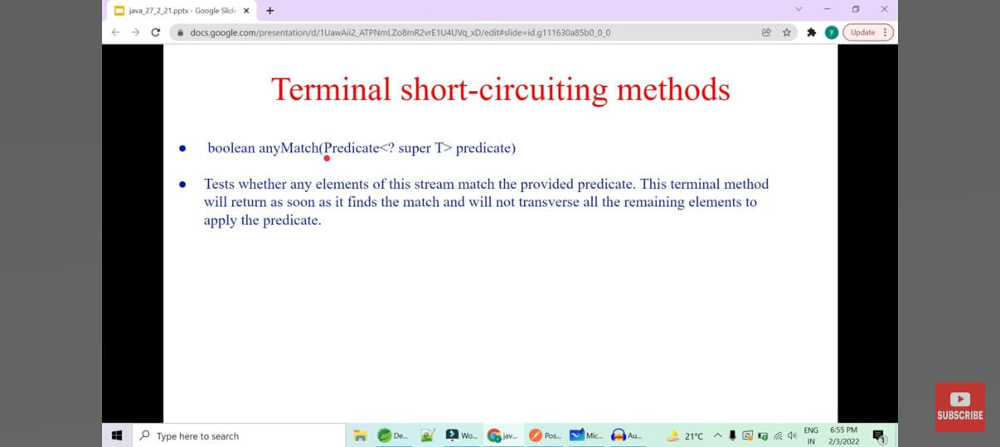 java_27_2_21.pptx - Google Slide
docs.google.com/presentation/d/1UawAii2_ATPNmLZo8mR2vrE1U4UVq_xD/edit#slide=id.g111630a85b0_0_0
y
Update
Terminal short-circuiting methods
boolean anyMatch(Predicate<? super T> predicate)
Tests whether any elements of this stream match the provided predicate. This terminal method
will return as soon as it finds the match and will not transverse all the remaining elements to
apply the predicate.
SUBSCRIBE
Type here to search
De...
Wo...
jav...
Pos...
Mic...
Au...
21°C
ENG
IN
6:55 PM
2/3/2022
1